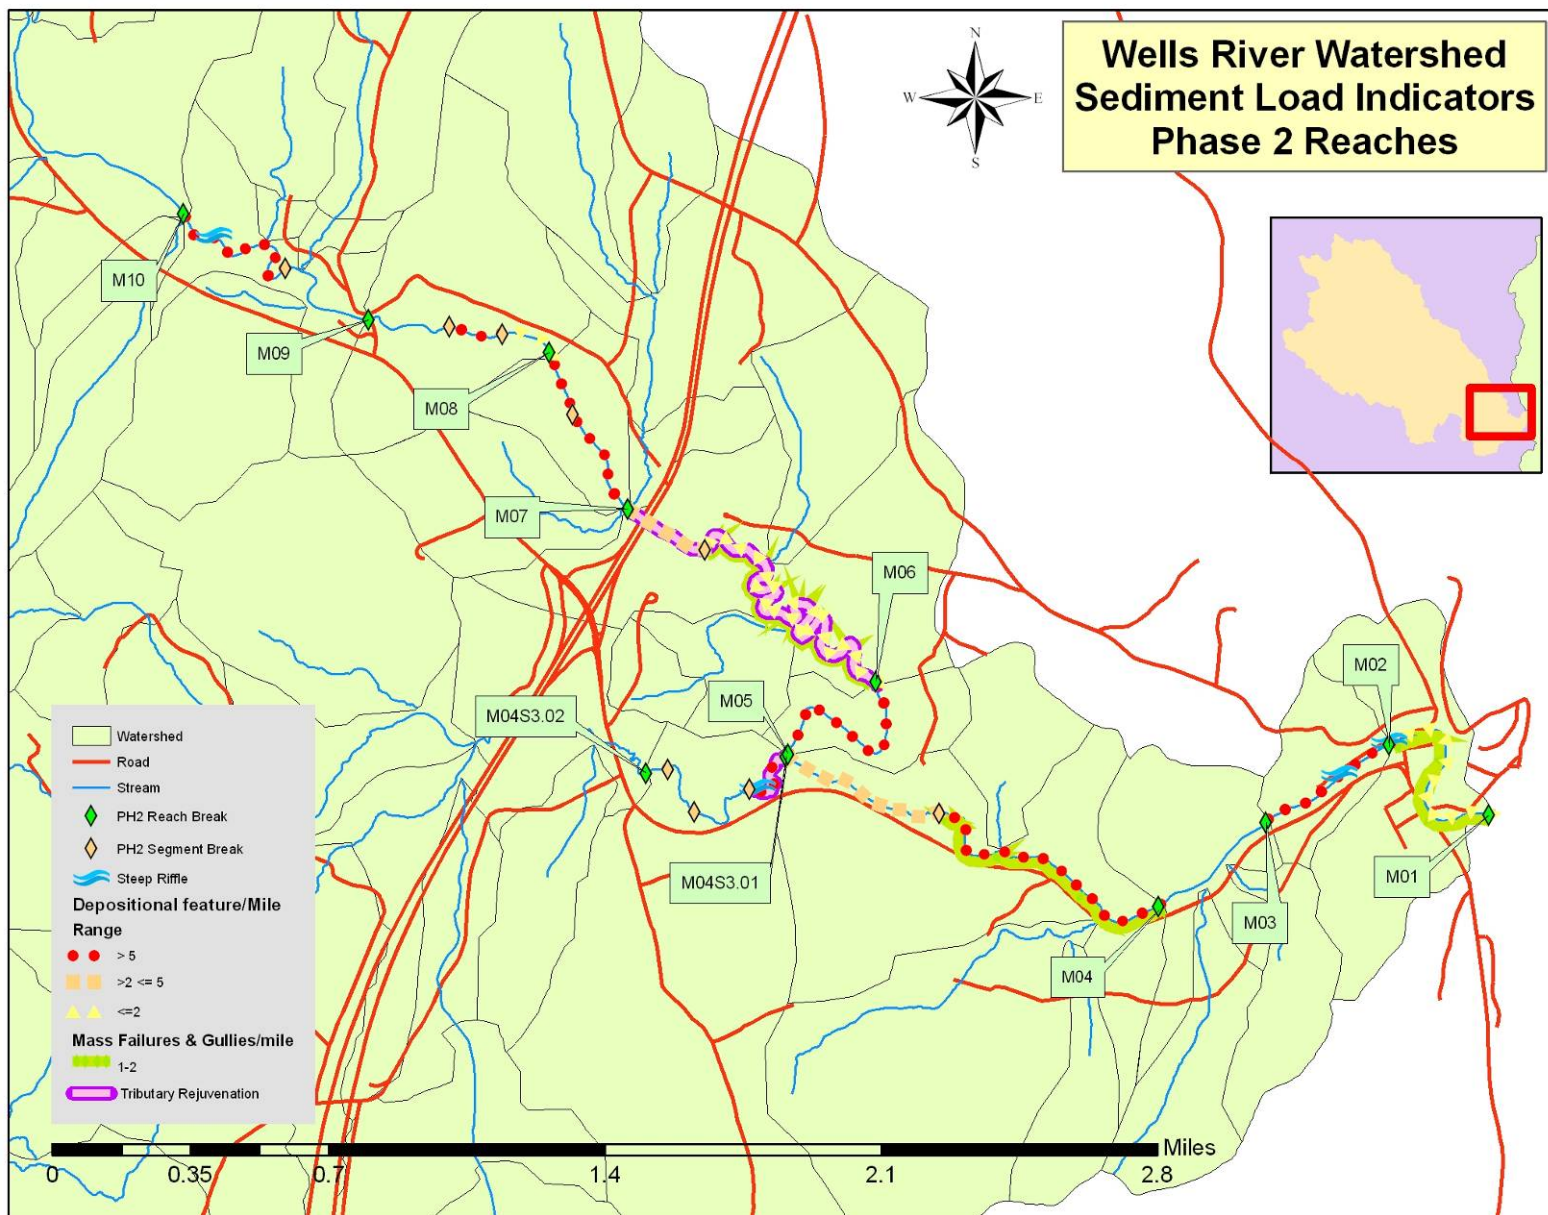 Wells River Watershed
Sediment Load Indicators
Phase 2 Reaches
N
W
E
S
M10
M09
M08
M07
M06
M05
M04S3.02
M04S3.01
M04
M03
M02
M01
Watershed
Road
Stream
PH2 Reach Break
PH2 Segment Break
Steep Riffle
Depositional feature/Mile
Range
> 5
>2 <= 5
<=2
Mass Failures & Gullies/mile
1-2
Tributary Rejuvenation
Miles
0 0.35 0.7 1.4 2.1 2.8